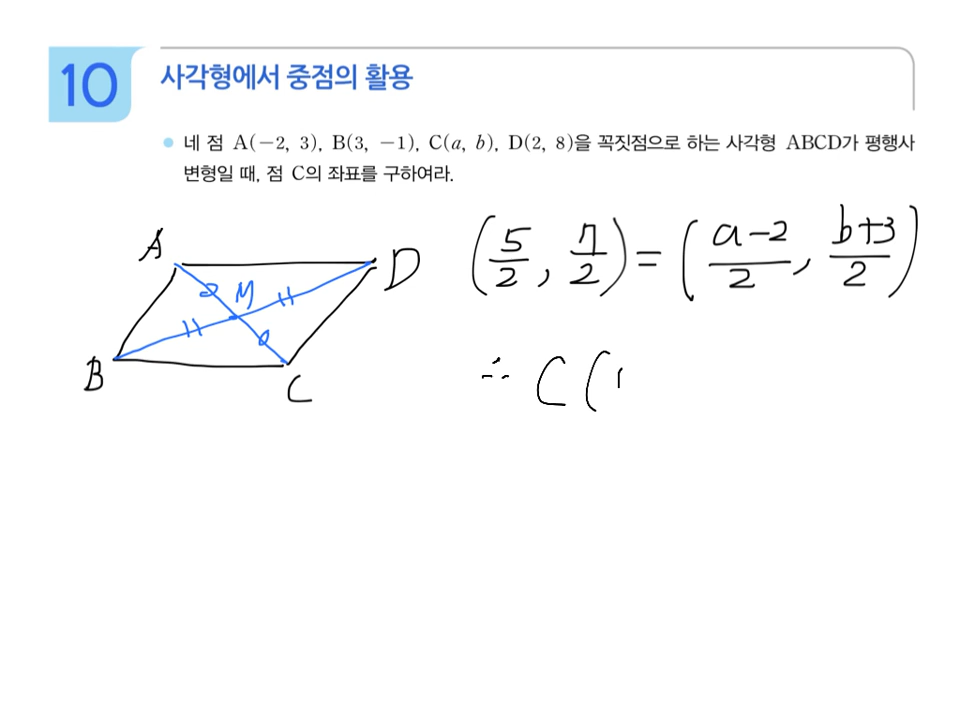 10 사각형에서 중점의 활용
네 점 A(−2, 3), B(3, −1), C(a, b), D(2, 8)을 꼭짓점으로 하는 사각형 ABCD가 평행사
변형일 때, 점 C의 좌표를 구하여라.
A
D
M
B
C
(5/2, 7/2) = (a−2/2, b+3/2)
∴ C(